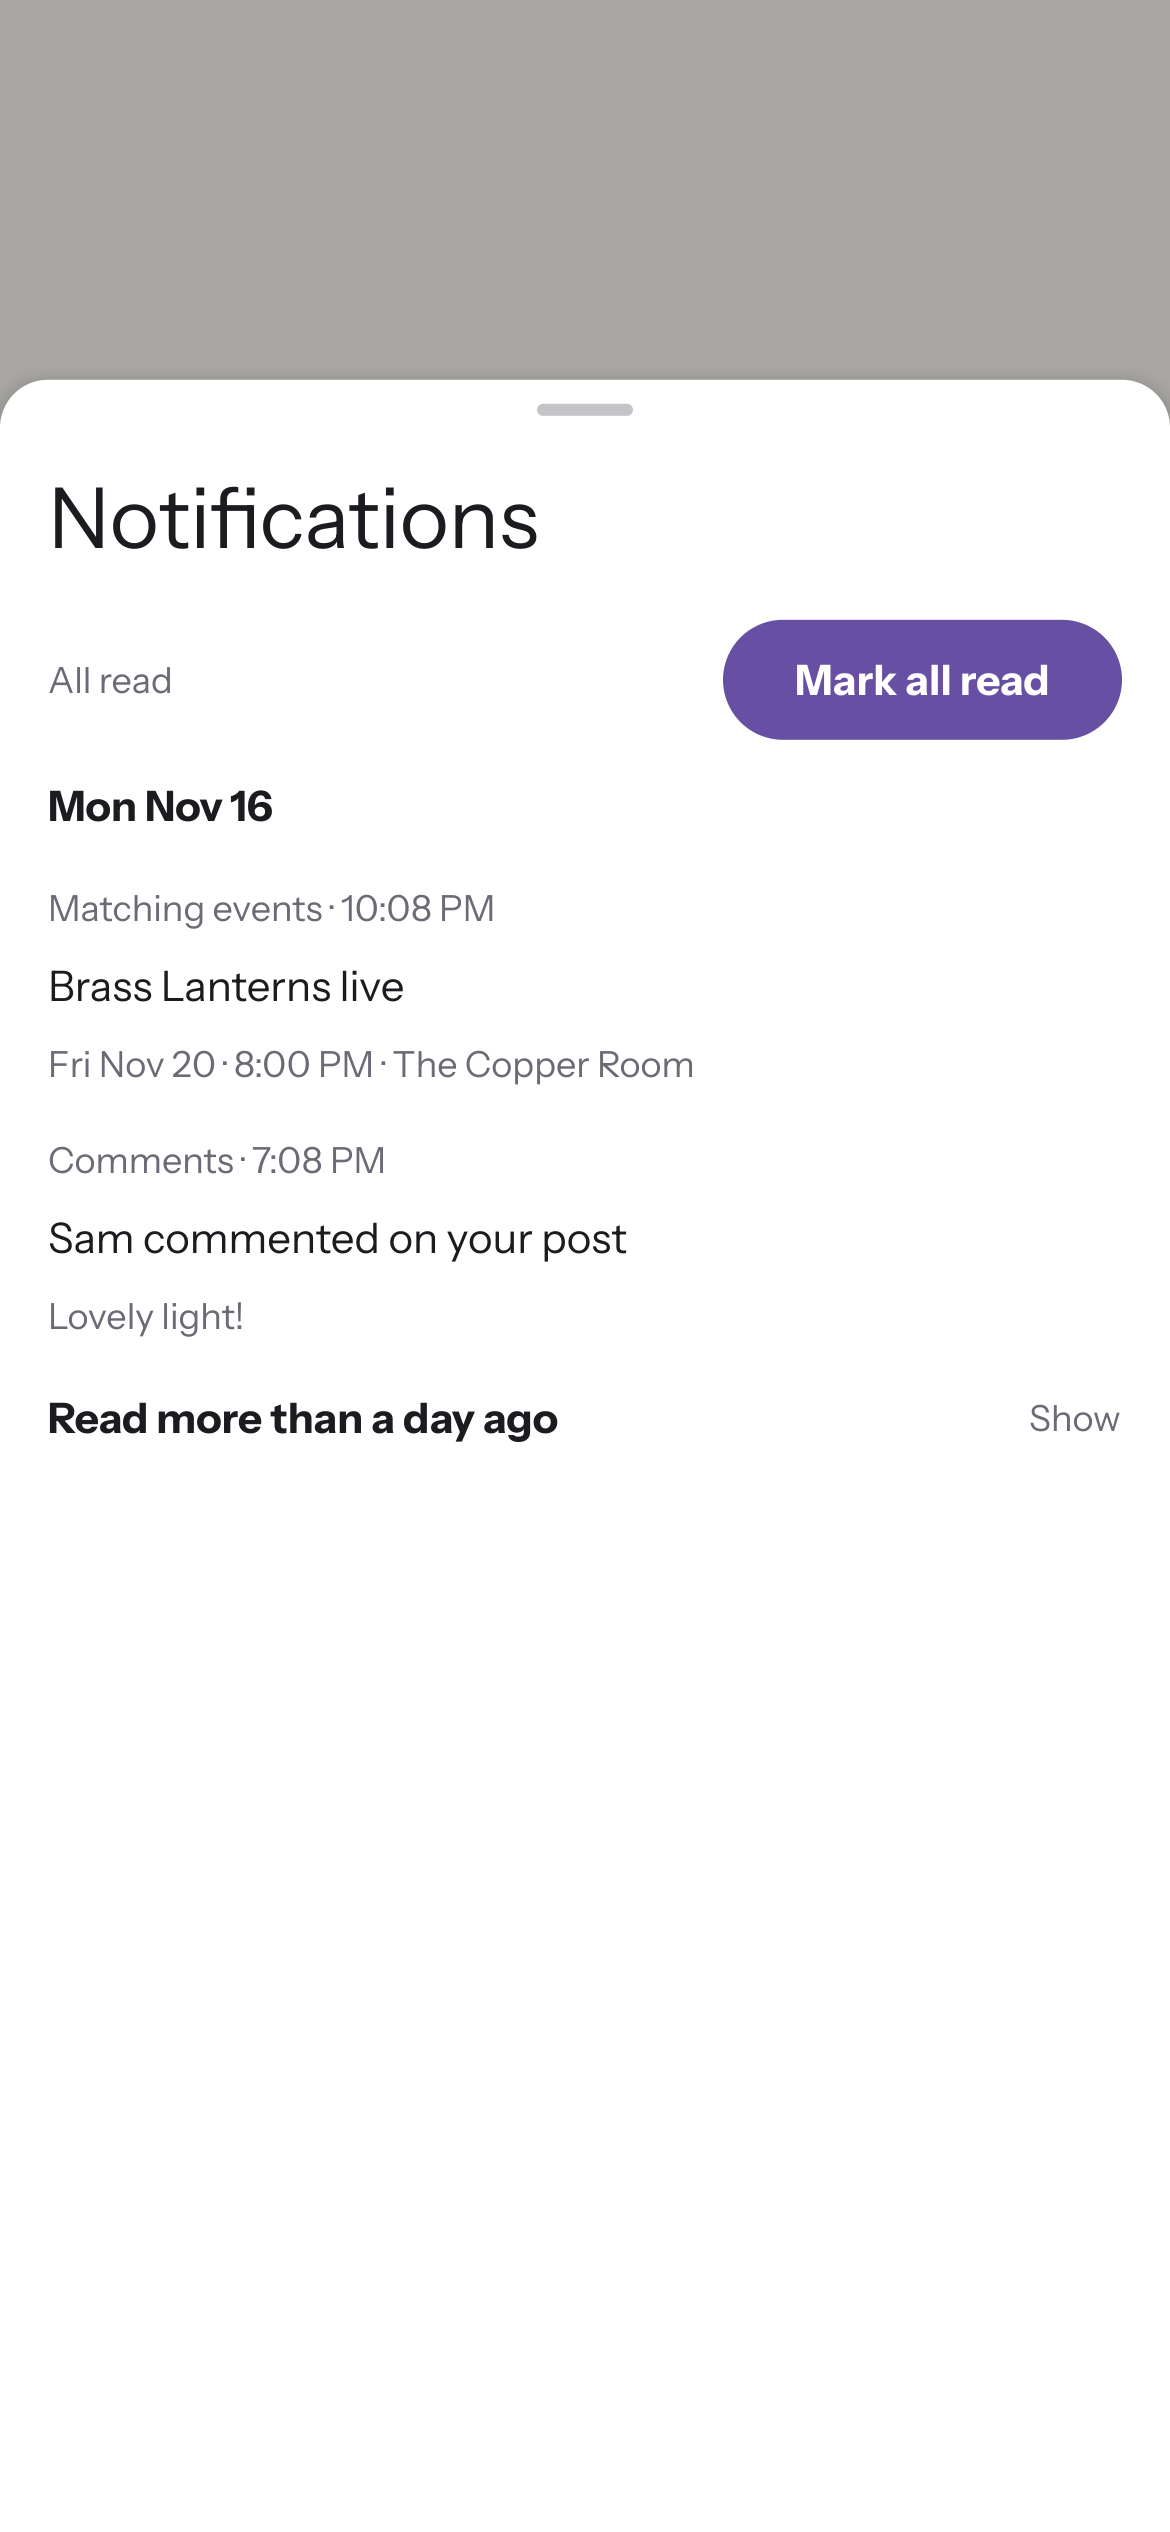 Notifications
All read
Mark all read
Mon Nov 16
Matching events · 10:08 PM
Brass Lanterns live
Fri Nov 20 · 8:00 PM · The Copper Room
Comments · 7:08 PM
Sam commented on your post
Lovely light!
Read more than a day ago
Show